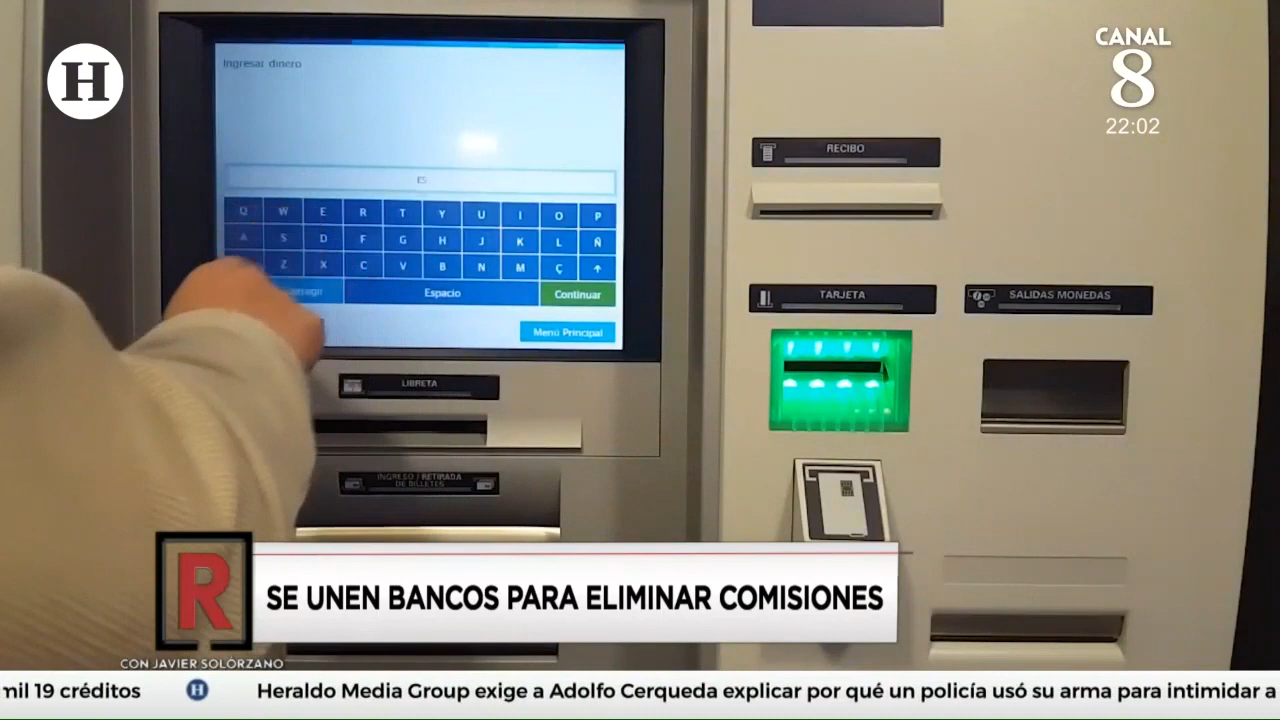 H
CANAL
8
22:02
Ingresar dinero
ES
Q W E R T Y U I O P
A S D F G H J K L Ñ
Z X C V B N M Ç
Espacio
Continuar
Menú Principal
RECIBO
TARJETA
SALIDAS MONEDAS
LIBRETA
INGRESO / RETIRADA
DE BILLETES
R
SE UNEN BANCOS PARA ELIMINAR COMISIONES
CON JAVIER SOLÓRZANO
mil 19 créditos
H
Heraldo Media Group exige a Adolfo Cerqueda explicar por qué un policía usó su arma para intimidar a